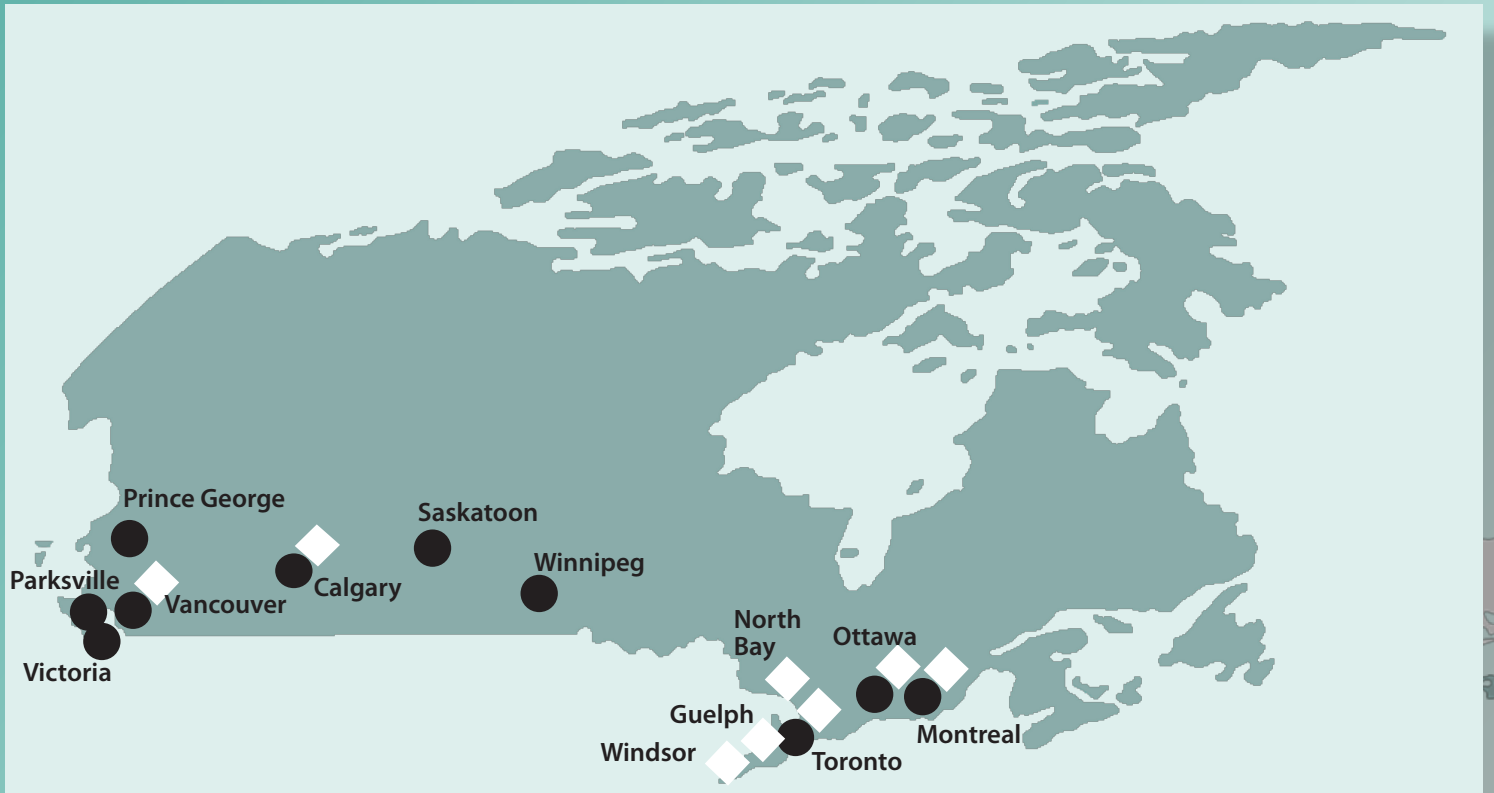 Prince George
Saskatoon
Winnipeg
Parksville
Calgary
Vancouver
Victoria
North
Bay
Ottawa
Guelph
Montreal
Windsor
Toronto